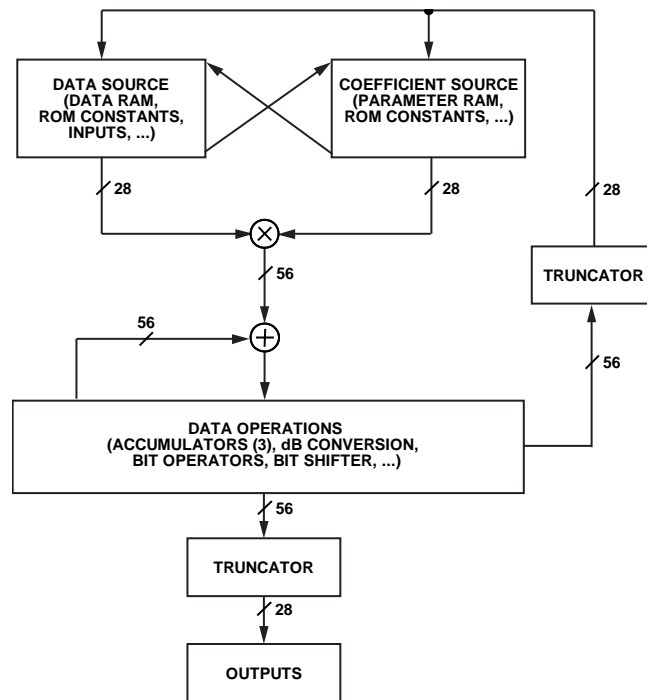 DATA SOURCE
(DATA RAM,
ROM CONSTANTS,
INPUTS, ...)
COEFFICIENT SOURCE
(PARAMETER RAM,
ROM CONSTANTS, ...)
28
28
28
56
TRUNCATOR
56
56
DATA OPERATIONS
(ACCUMULATORS (3), dB CONVERSION,
BIT OPERATORS, BIT SHIFTER, ...)
56
TRUNCATOR
28
OUTPUTS